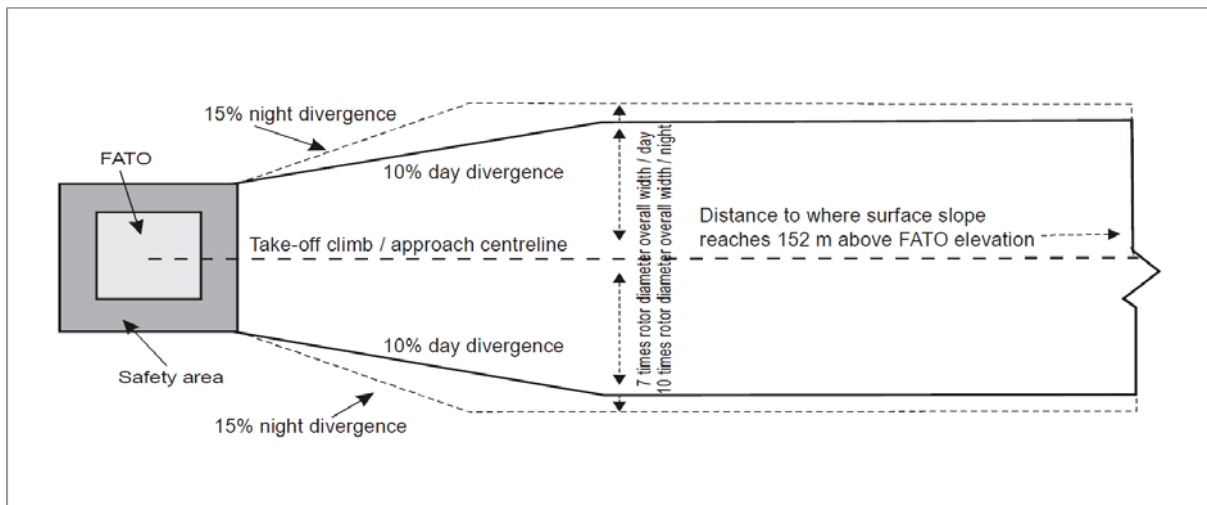 15% night divergence
FATO
10% day divergence
7 times rotor diameter overall width / day
10 times rotor diameter overall width / night
Distance to where surface slope
reaches 152 m above FATO elevation
Take-off climb / approach centreline
10% day divergence
Safety area
15% night divergence